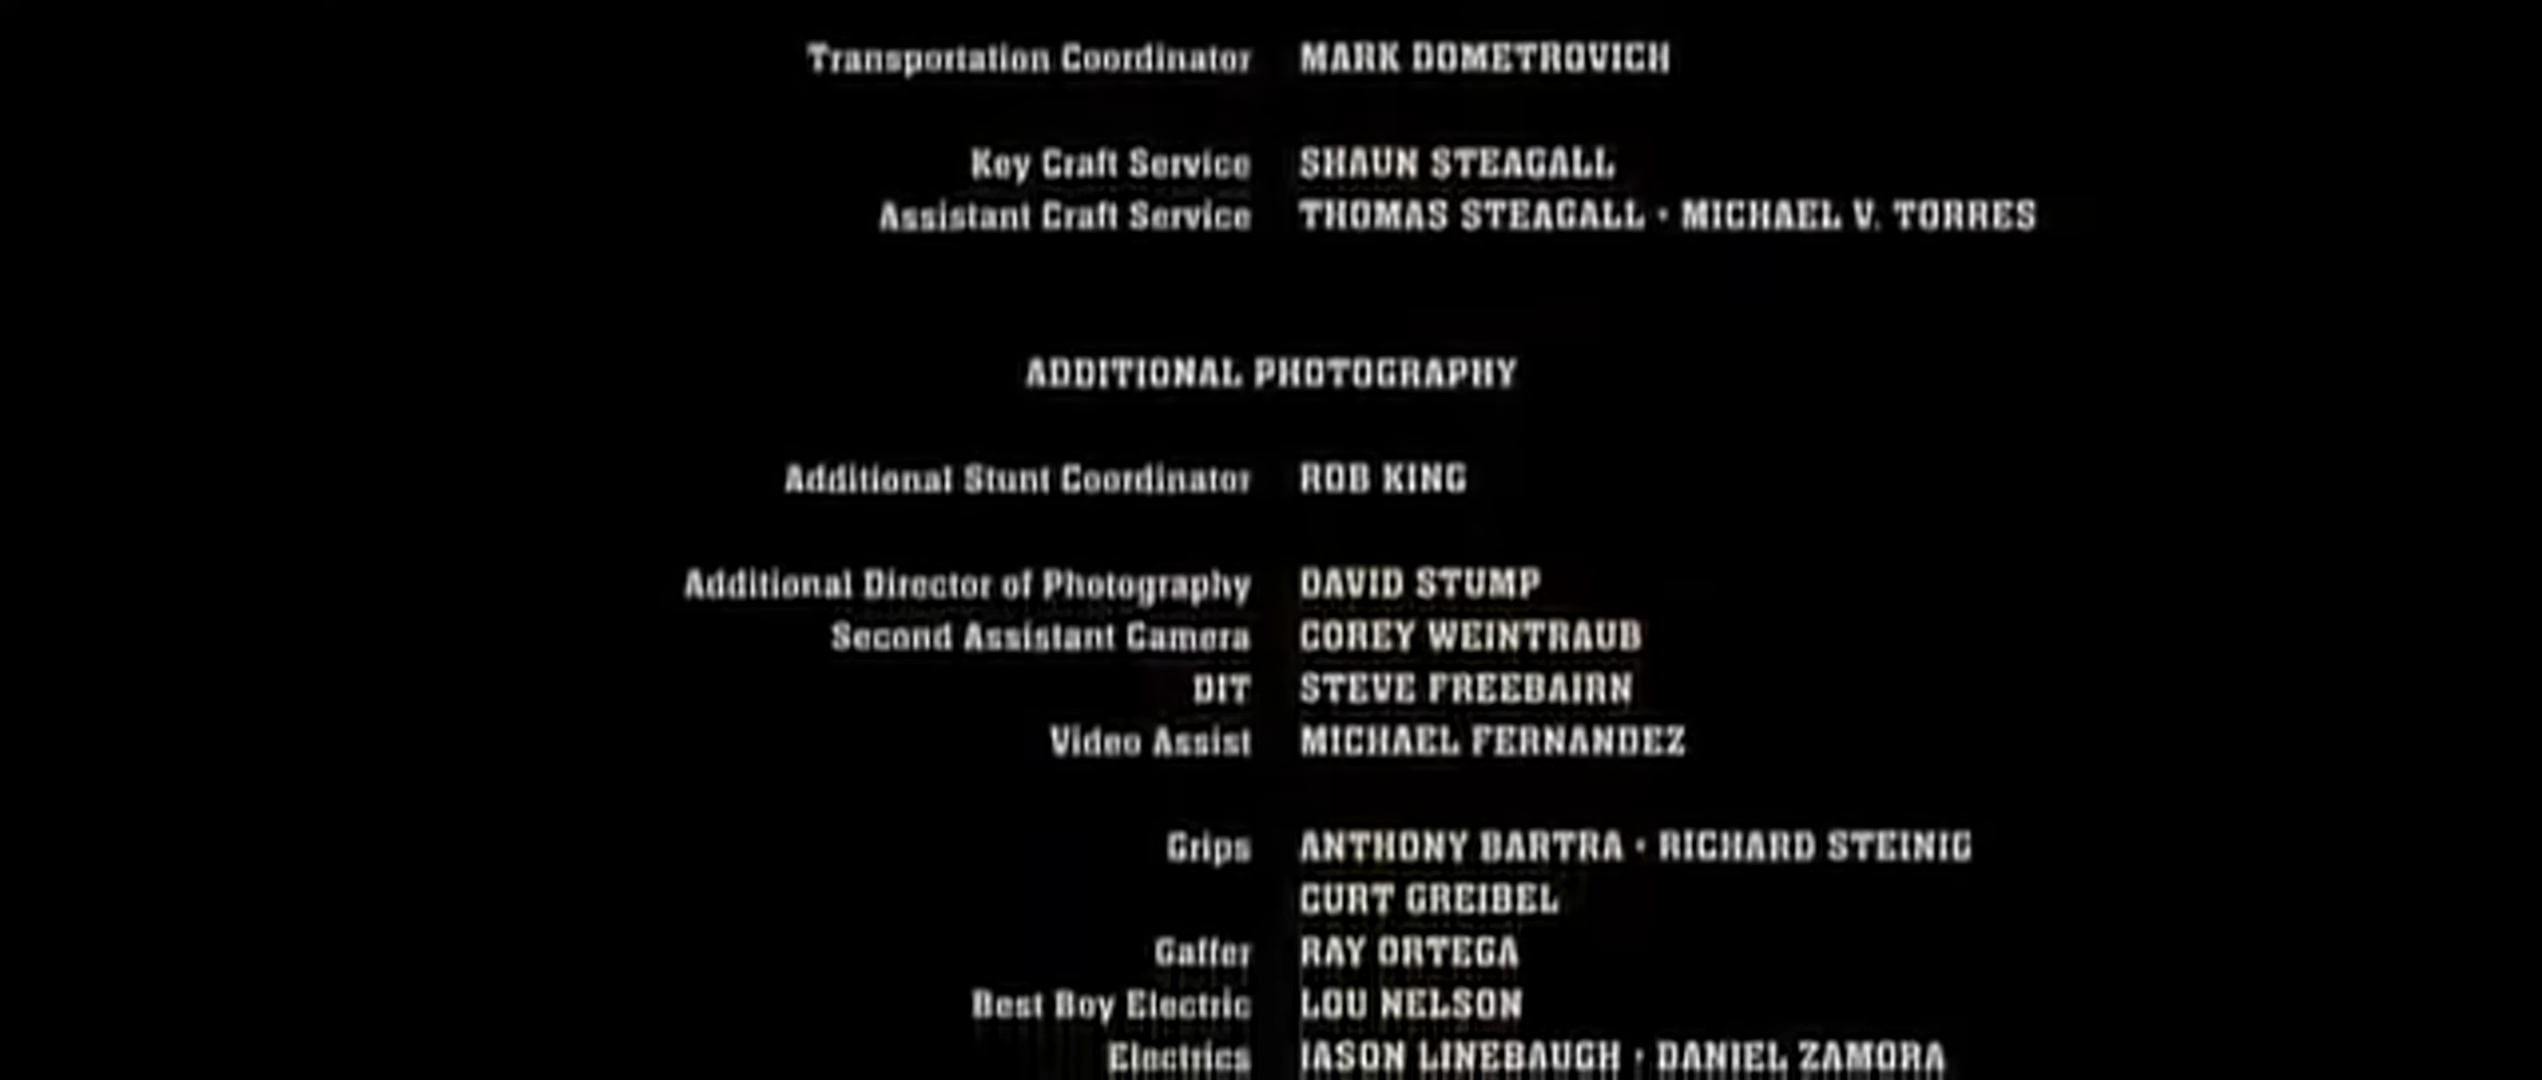 Transportation Coordinator MARK DOMETROVICH
Key Craft Service SHAUN STEAGALL
Assistant Craft Service THOMAS STEAGALL • MICHAEL V. TORRES
ADDITIONAL PHOTOGRAPHY
Additional Stunt Coordinator ROB KING
Additional Director of Photography DAVID STUMP
Second Assistant Camera COREY WEINTRAUB
DIT STEVE FREEBAIRN
Video Assist MICHAEL FERNANDEZ
Grips ANTHONY BARTRA • RICHARD STEINIG
CURT GREIBEL
Gaffer RAY ORTEGA
Best Boy Electric LOU NELSON
Electrics JASON LINEBAUGH • DANIEL ZAMORA